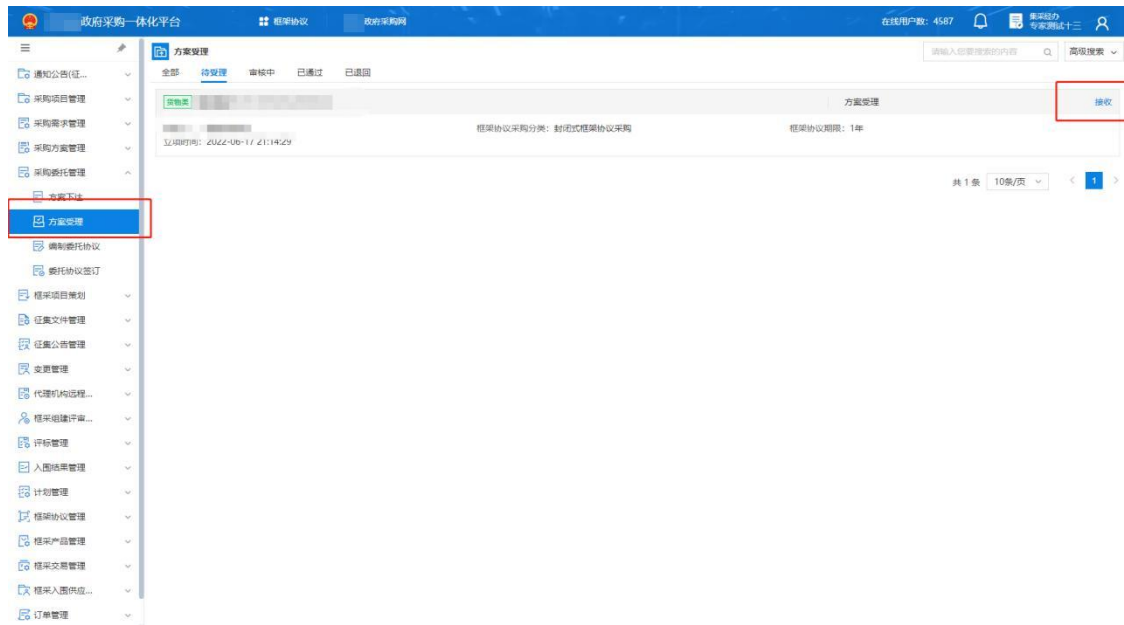 政府采购一体化平台
框架协议
政府采购网
在线用户数: 4587
集采经办
专家测试十三
方案受理
请输入您要搜索的内容
高级搜索
全部 待受理 审核中 已通过 已退回
货物类
方案受理
接收
框架协议采购分类: 封闭式框架协议采购
框架协议期限: 1年
立项时间: 2022-06-17 21:14:29
共 1 条 10条/页 < 1 >
通知公告(征...
采购项目管理
采购需求管理
采购方案管理
采购委托管理
方案下达
方案受理
编制委托协议
委托协议签订
框采项目策划
征集文件管理
征集公告管理
变更管理
代理机构远程...
框采组建评审...
评标管理
入围结果管理
计划管理
框架协议管理
框采产品管理
框采交易管理
框采入围供应...
订单管理